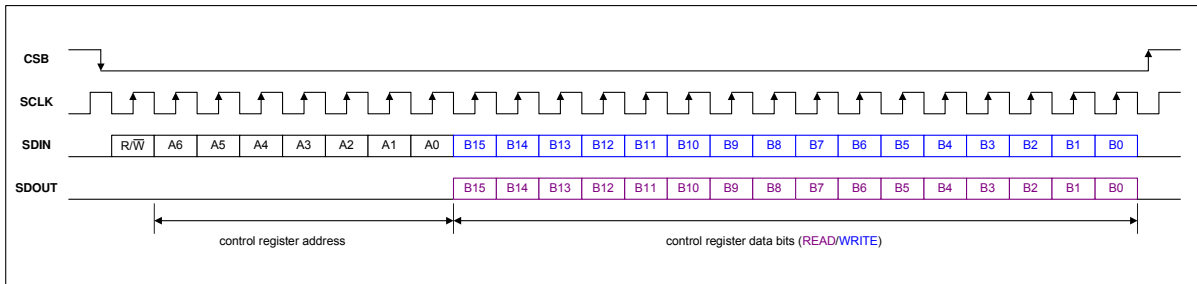 CSB
SCLK
SDIN R/W̅ A6 A5 A4 A3 A2 A1 A0 B15 B14 B13 B12 B11 B10 B9 B8 B7 B6 B5 B4 B3 B2 B1 B0
SDOUT B15 B14 B13 B12 B11 B10 B9 B8 B7 B6 B5 B4 B3 B2 B1 B0
control register address control register data bits (READ/WRITE)